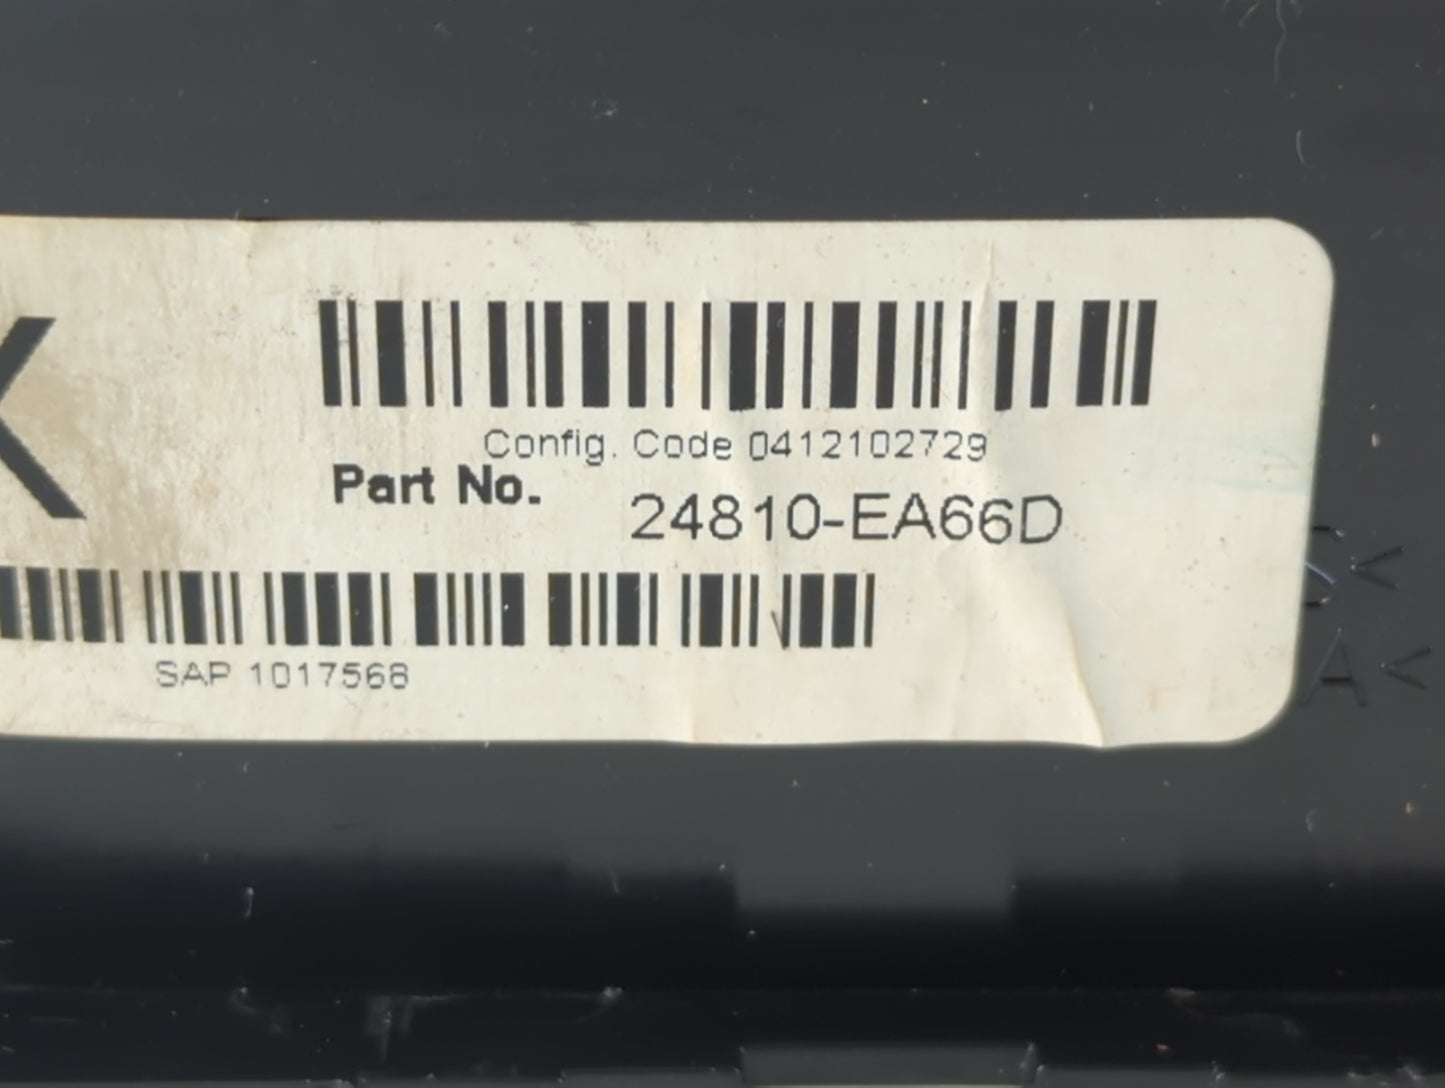 K
Config. Code 0412102729
Part No. 24810-EA66D
SAP 1017568
S<
A<